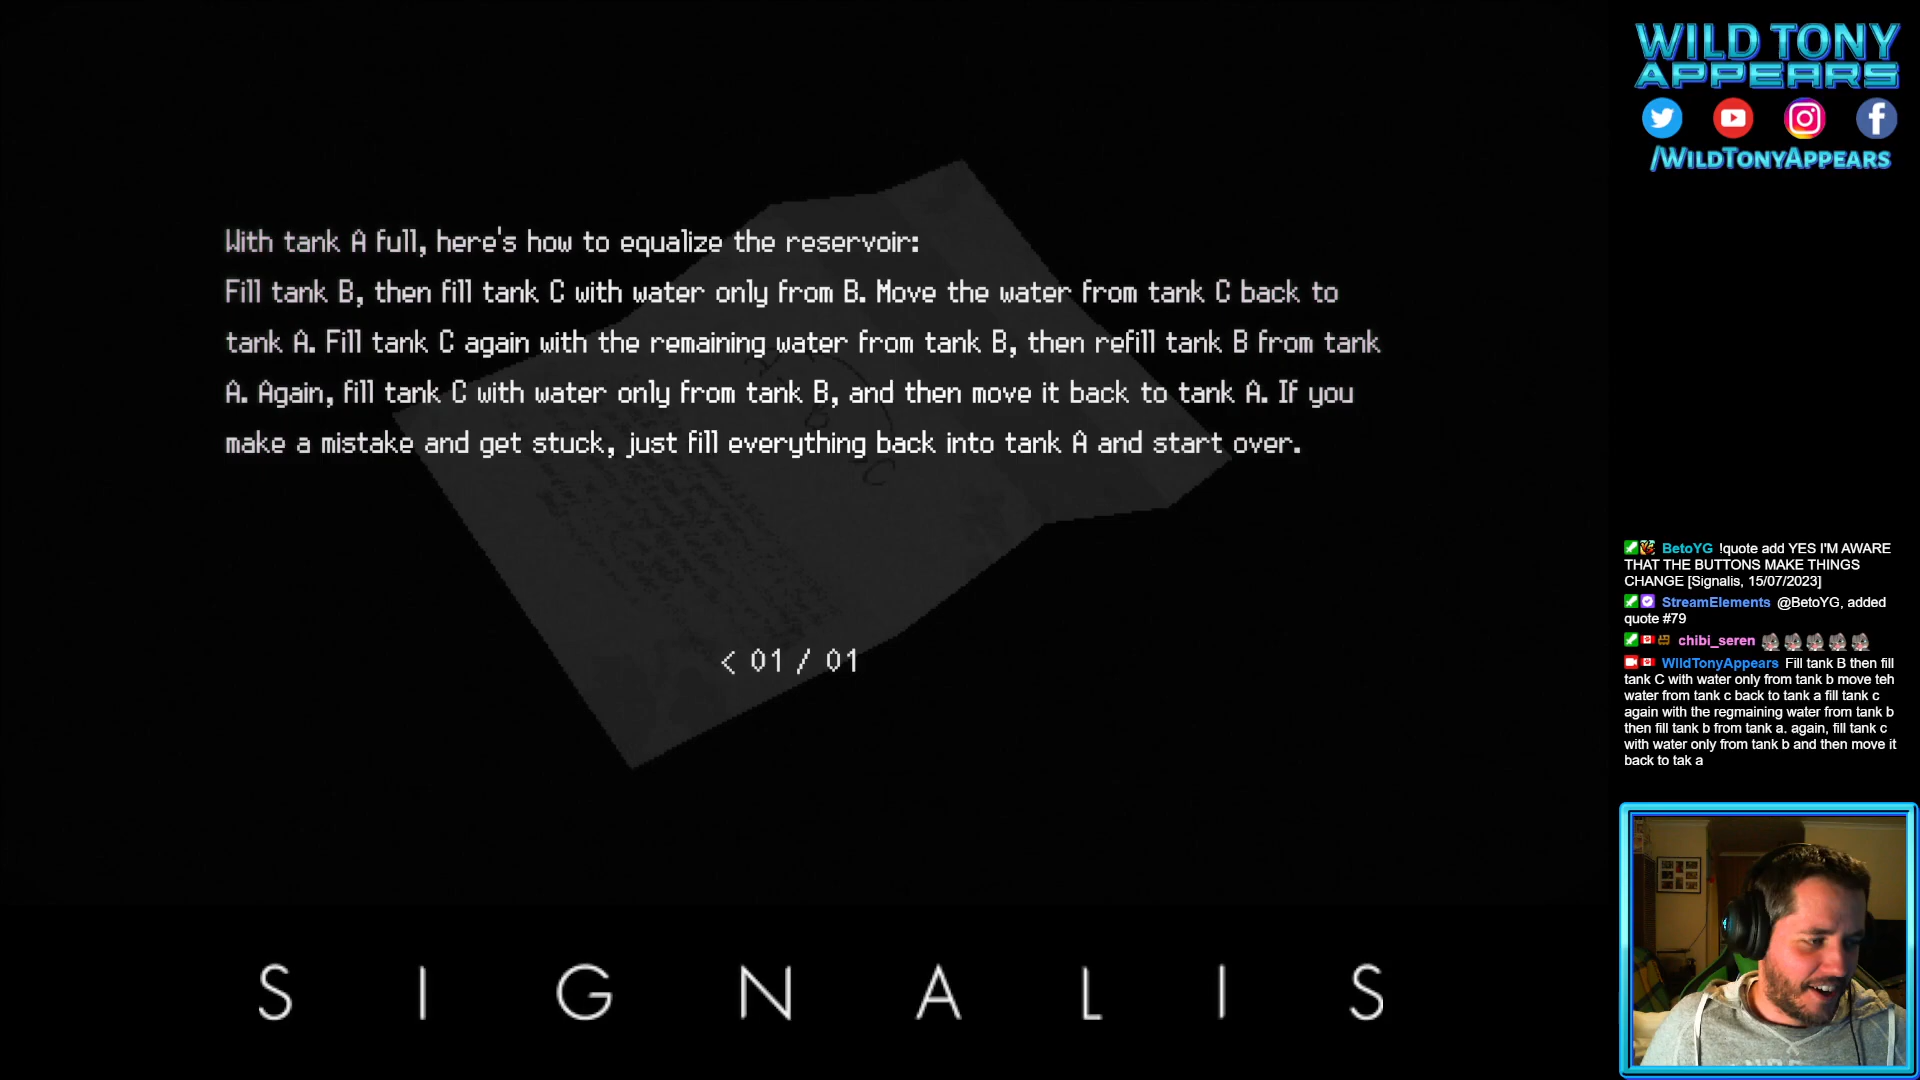 WILD TONY
APPEARS
/WILDTONYAPPEARS
With tank A full, here's how to equalize the reservoir:
Fill tank B, then fill tank C with water only from B. Move the water from tank C back to
tank A. Fill tank C again with the remaining water from tank B, then refill tank B from tank
A. Again, fill tank C with water only from tank B, and then move it back to tank A. If you
make a mistake and get stuck, just fill everything back into tank A and start over.
< 01 / 01
BetoYG !quote add YES I'M AWARE
THAT THE BUTTONS MAKE THINGS
CHANGE [Signalis, 15/07/2023]
StreamElements @BetoYG, added
quote #79
chibi_seren
WildTonyAppears Fill tank B then fill
tank C with water only from tank b move teh
water from tank c back to tank a fill tank c
again with the regmaining water from tank b
then fill tank b from tank a. again, fill tank c
with water only from tank b and then move it
back to tak a
SIGNALIS